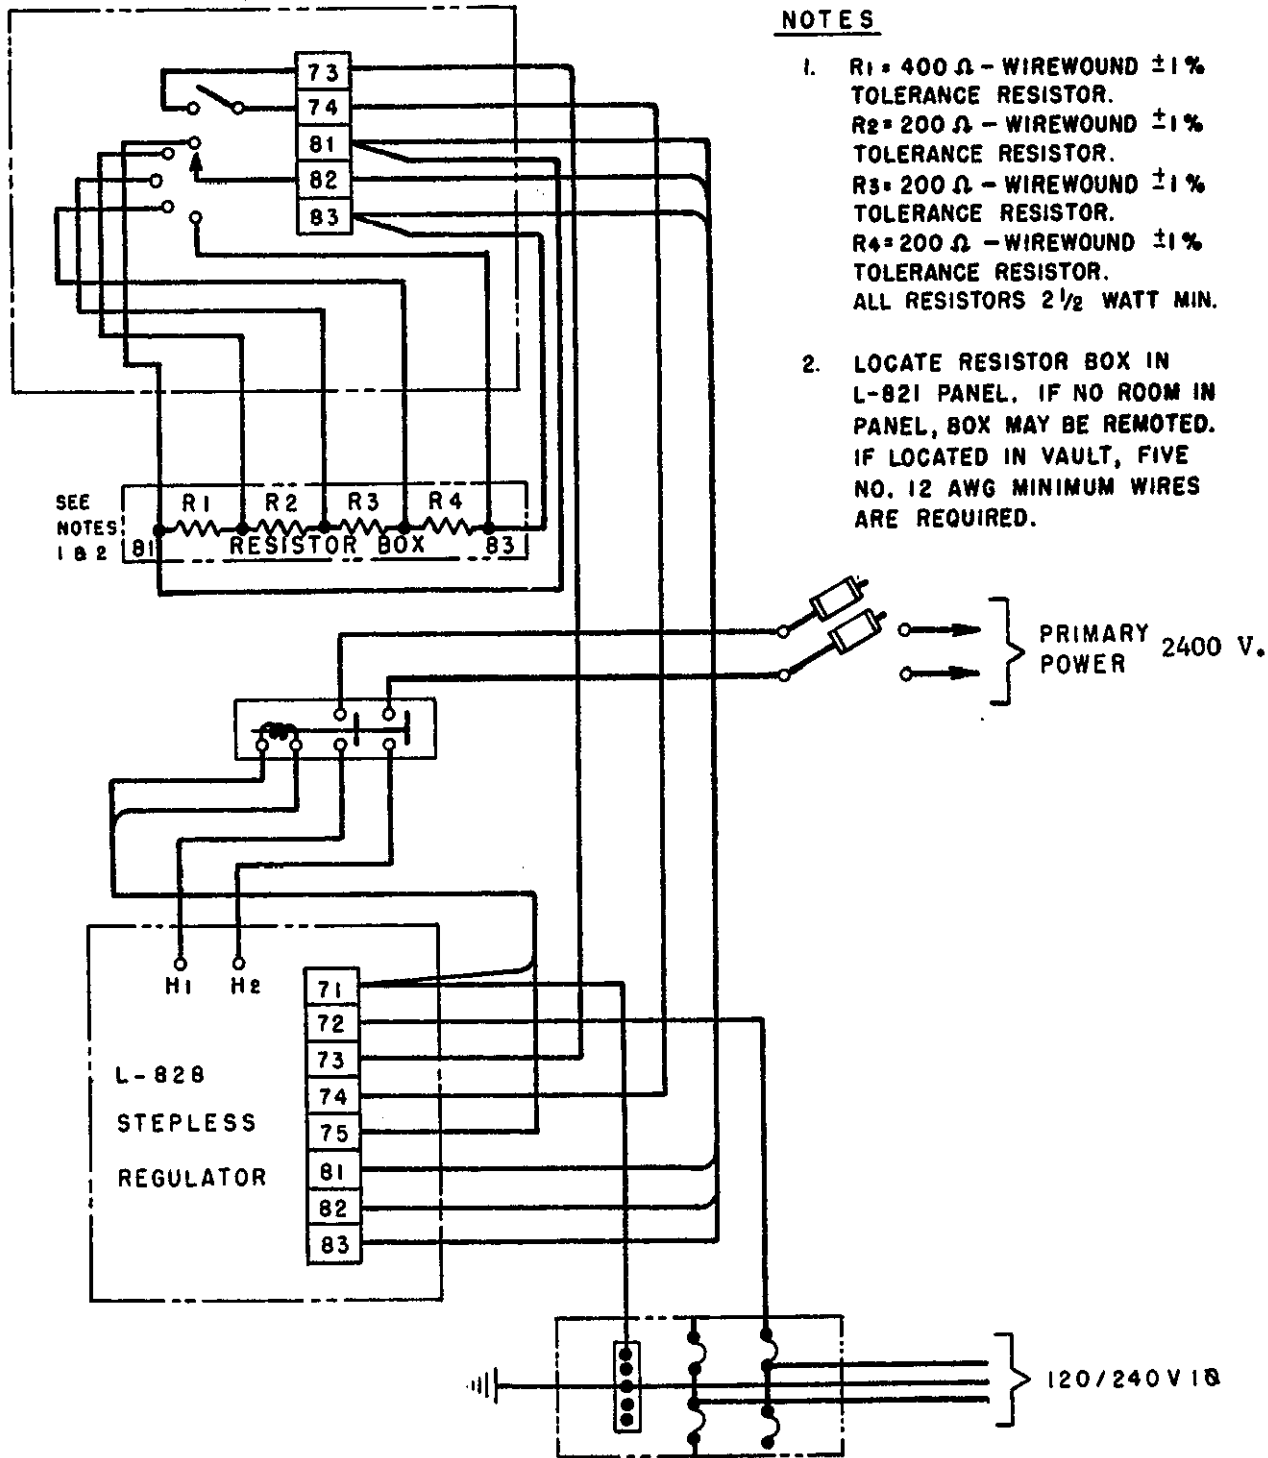 NOTES
1. R1 = 400 Ω - WIREWOUND ±1%
TOLERANCE RESISTOR.
R2 = 200 Ω - WIREWOUND ±1%
TOLERANCE RESISTOR.
R3 = 200 Ω - WIREWOUND ±1%
TOLERANCE RESISTOR.
R4 = 200 Ω - WIREWOUND ±1%
TOLERANCE RESISTOR.
ALL RESISTORS 2 1/2 WATT MIN.
2. LOCATE RESISTOR BOX IN
L-821 PANEL. IF NO ROOM IN
PANEL, BOX MAY BE REMOTED.
IF LOCATED IN VAULT, FIVE
NO. 12 AWG MINIMUM WIRES
ARE REQUIRED.
73
74
81
82
83
SEE
NOTES
1 & 2
R1 R2 R3 R4
81 RESISTOR BOX 83
PRIMARY
POWER
2400 V.
H1 H2
L-828
STEPLESS
REGULATOR
71
72
73
74
75
81
82
83
120/240 V 1Ø